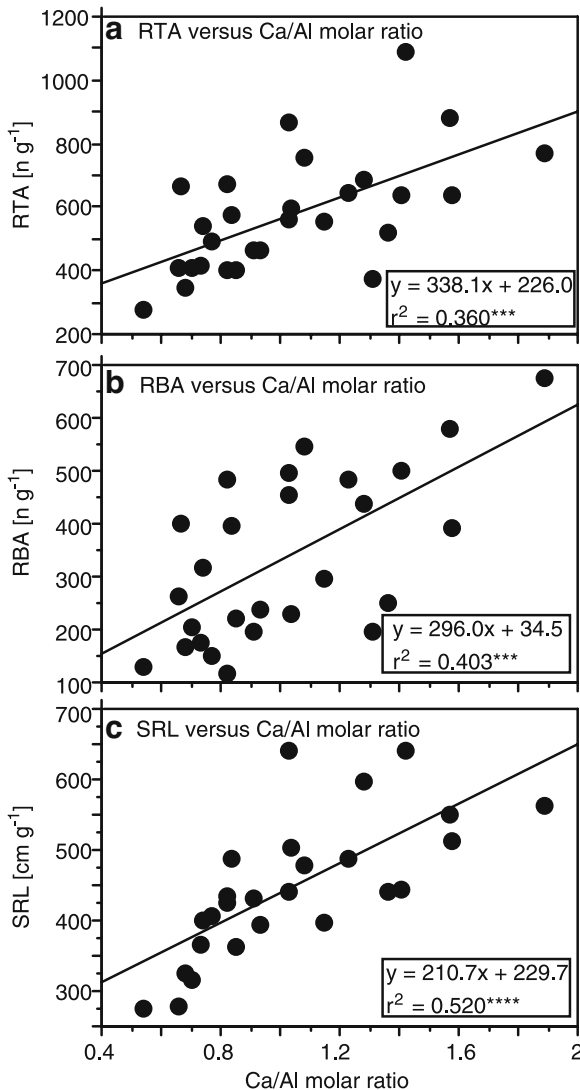 a RTA versus Ca/Al molar ratio
1200
1000
800
600
400
200
RTA [n g⁻¹]
y = 338.1x + 226.0
r² = 0.360***
b RBA versus Ca/Al molar ratio
700
600
500
400
300
200
100
RBA [n g⁻¹]
y = 296.0x + 34.5
r² = 0.403***
c SRL versus Ca/Al molar ratio
700
600
500
400
300
SRL [cm g⁻¹]
y = 210.7x + 229.7
r² = 0.520****
0.4 0.8 1.2 1.6 2
Ca/Al molar ratio